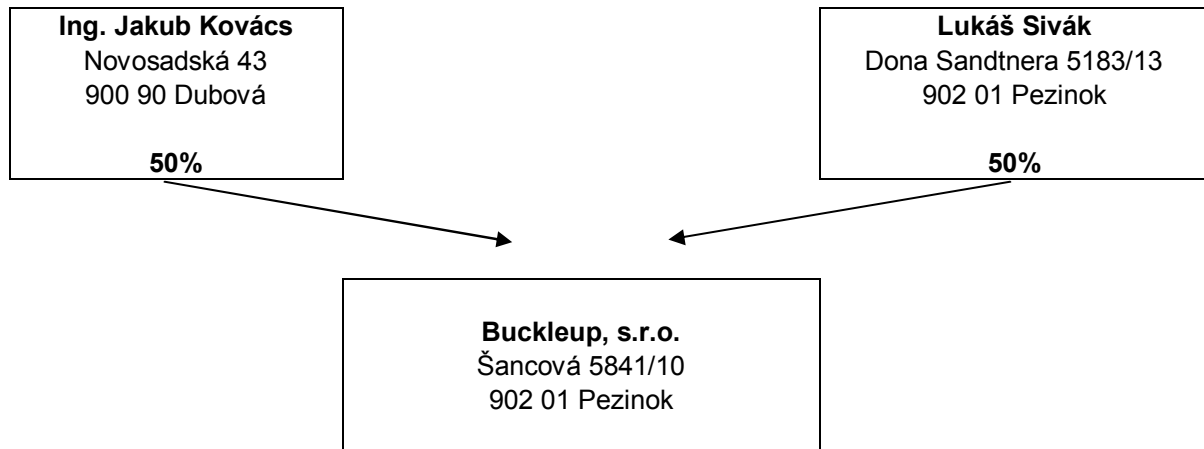 Ing. Jakub Kovács
Novosadská 43
900 90 Dubová
50%
Lukáš Sivák
Dona Sandtnera 5183/13
902 01 Pezinok
50%
Buckleup, s.r.o.
Šancová 5841/10
902 01 Pezinok